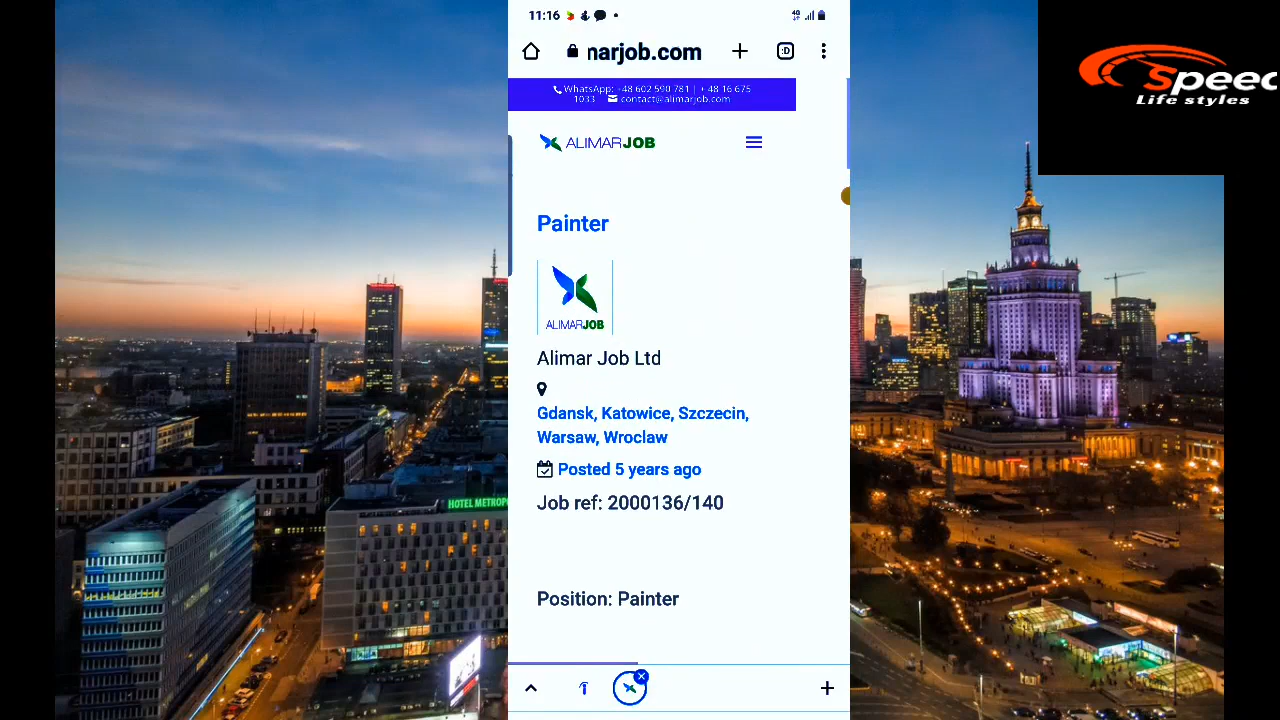 11:16
4G
narjob.com
:D
WhatsApp: +48 602 590 781 | + 48 16 675
1033 contact@alimarjob.com
ALIMARJOB
Painter
ALIMARJOB
Alimar Job Ltd
Gdansk, Katowice, Szczecin,
Warsaw, Wroclaw
Posted 5 years ago
Job ref: 2000136/140
Position: Painter
Speed
Life styles
HOTEL METROPO